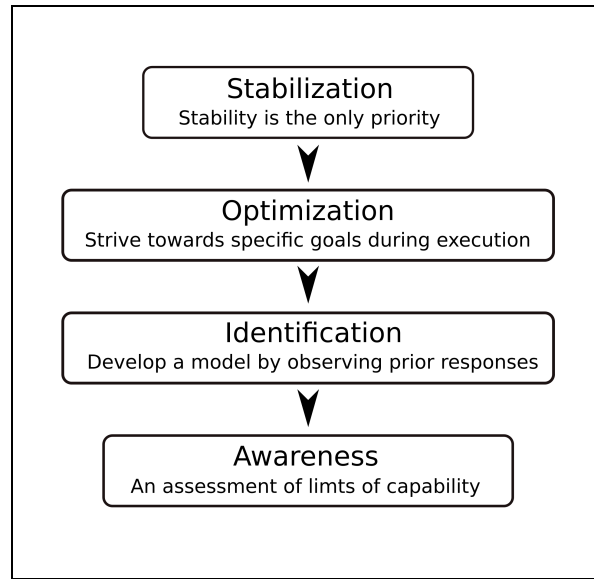 Stabilization
Stability is the only priority
Optimization
Strive towards specific goals during execution
Identification
Develop a model by observing prior responses
Awareness
An assessment of limts of capability